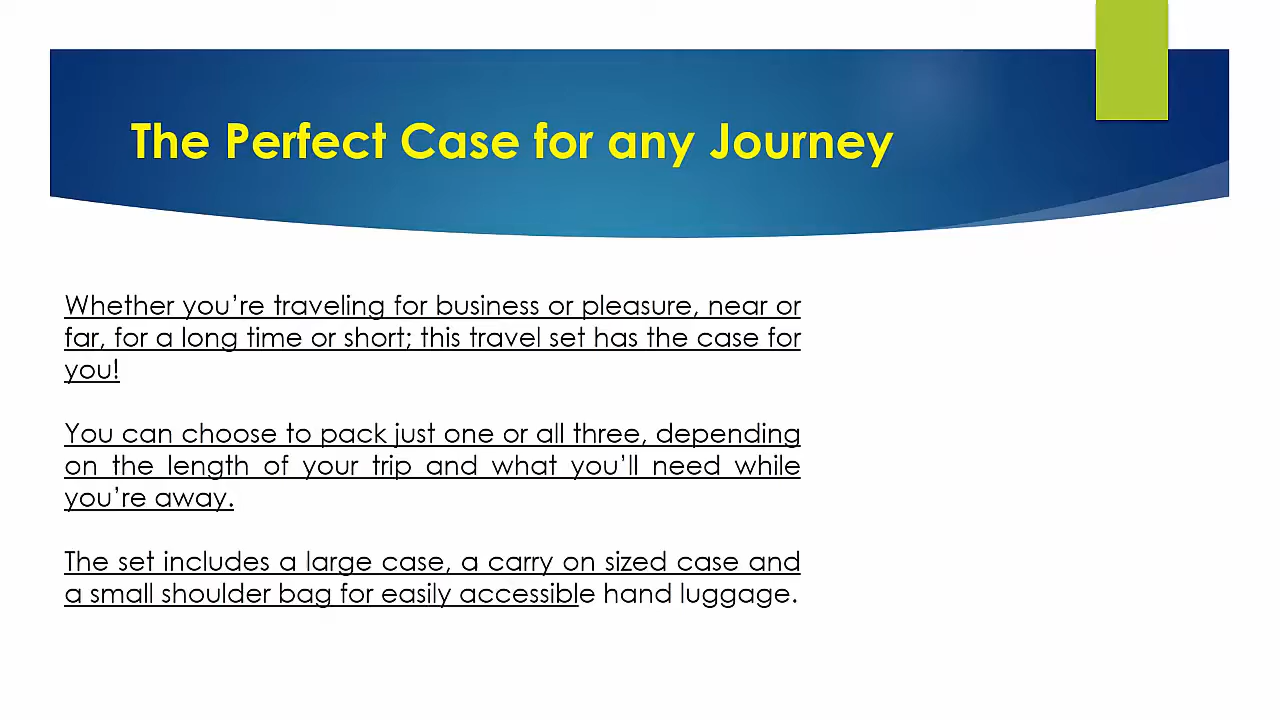 The Perfect Case for any Journey
Whether you’re traveling for business or pleasure, near or
far, for a long time or short; this travel set has the case for
you!
You can choose to pack just one or all three, depending
on the length of your trip and what you’ll need while
you’re away.
The set includes a large case, a carry on sized case and
a small shoulder bag for easily accessible hand luggage.